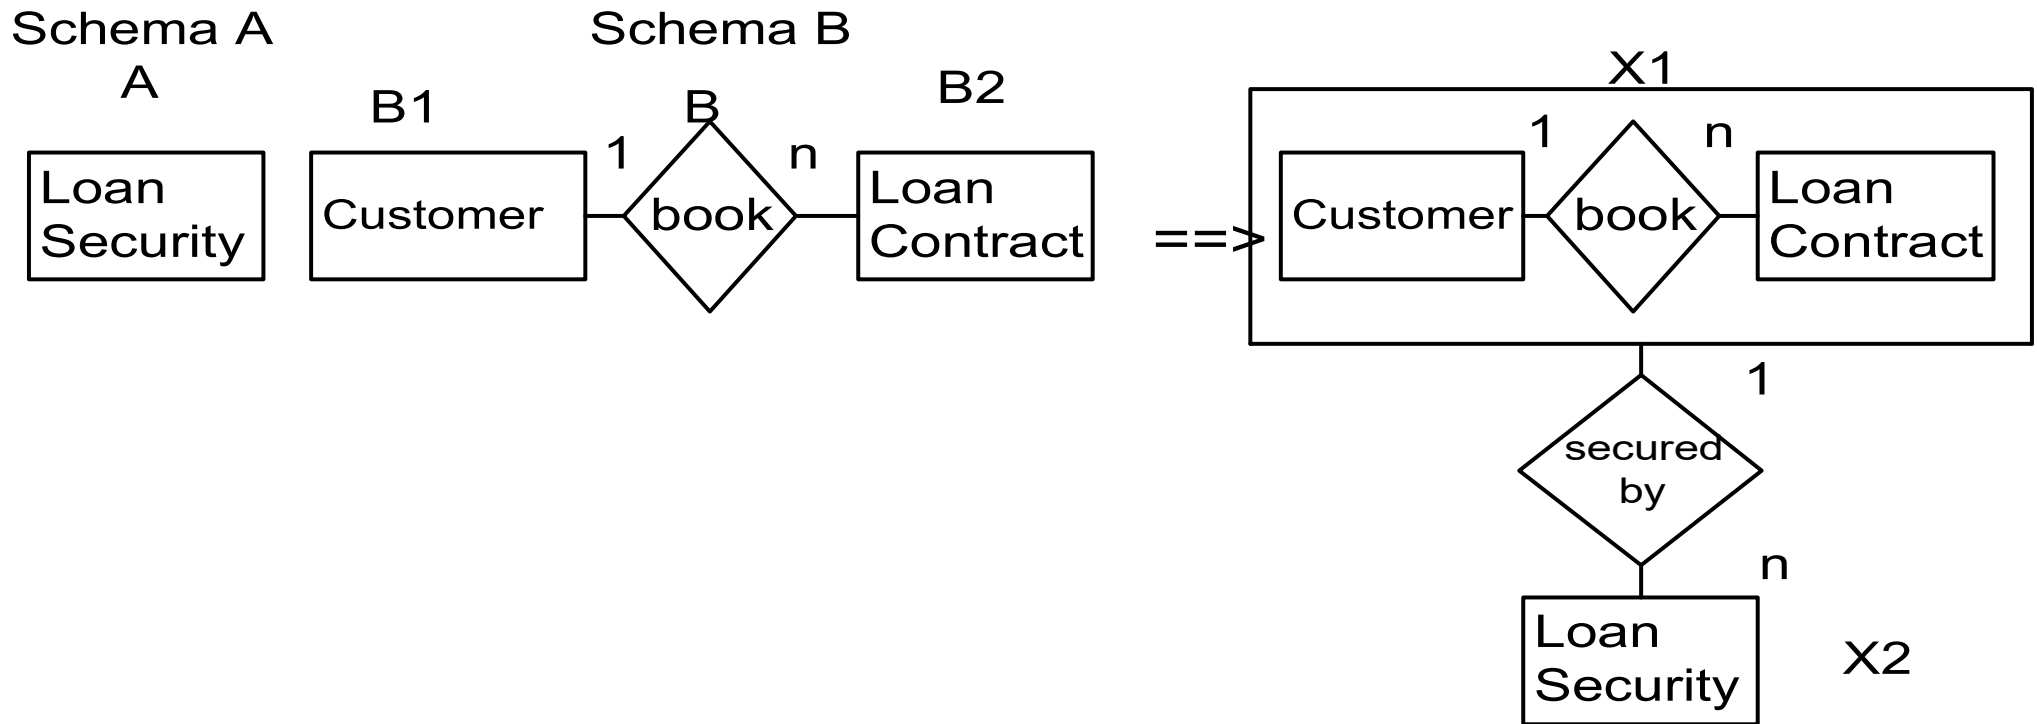 Schema A
A
Loan
Security
Schema B
B1
B
B2
Customer
1
book
n
Loan
Contract
==>
X1
Customer
1
book
n
Loan
Contract
1
secured
by
n
Loan
Security
X2